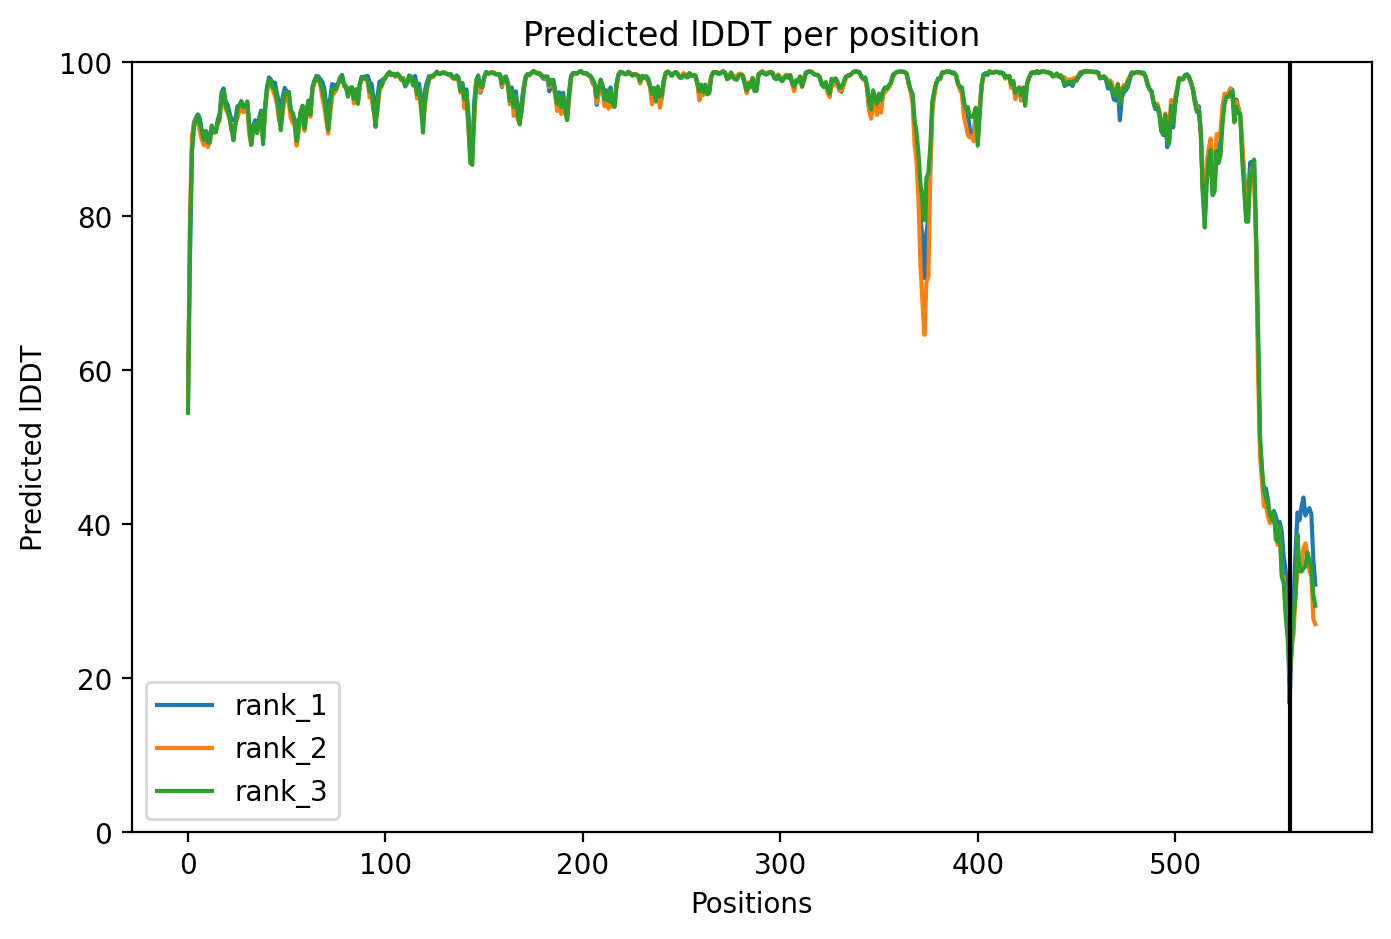 Predicted lDDT per position
100
80
60
40
20
0
Predicted lDDT
rank_1
rank_2
rank_3
0 100 200 300 400 500
Positions